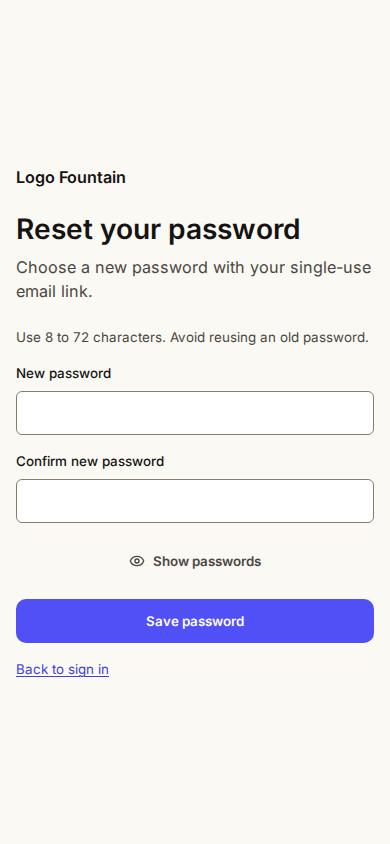 Logo Fountain
Reset your password
Choose a new password with your single-use
email link.
Use 8 to 72 characters. Avoid reusing an old password.
New password
Confirm new password
Show passwords
Save password
Back to sign in